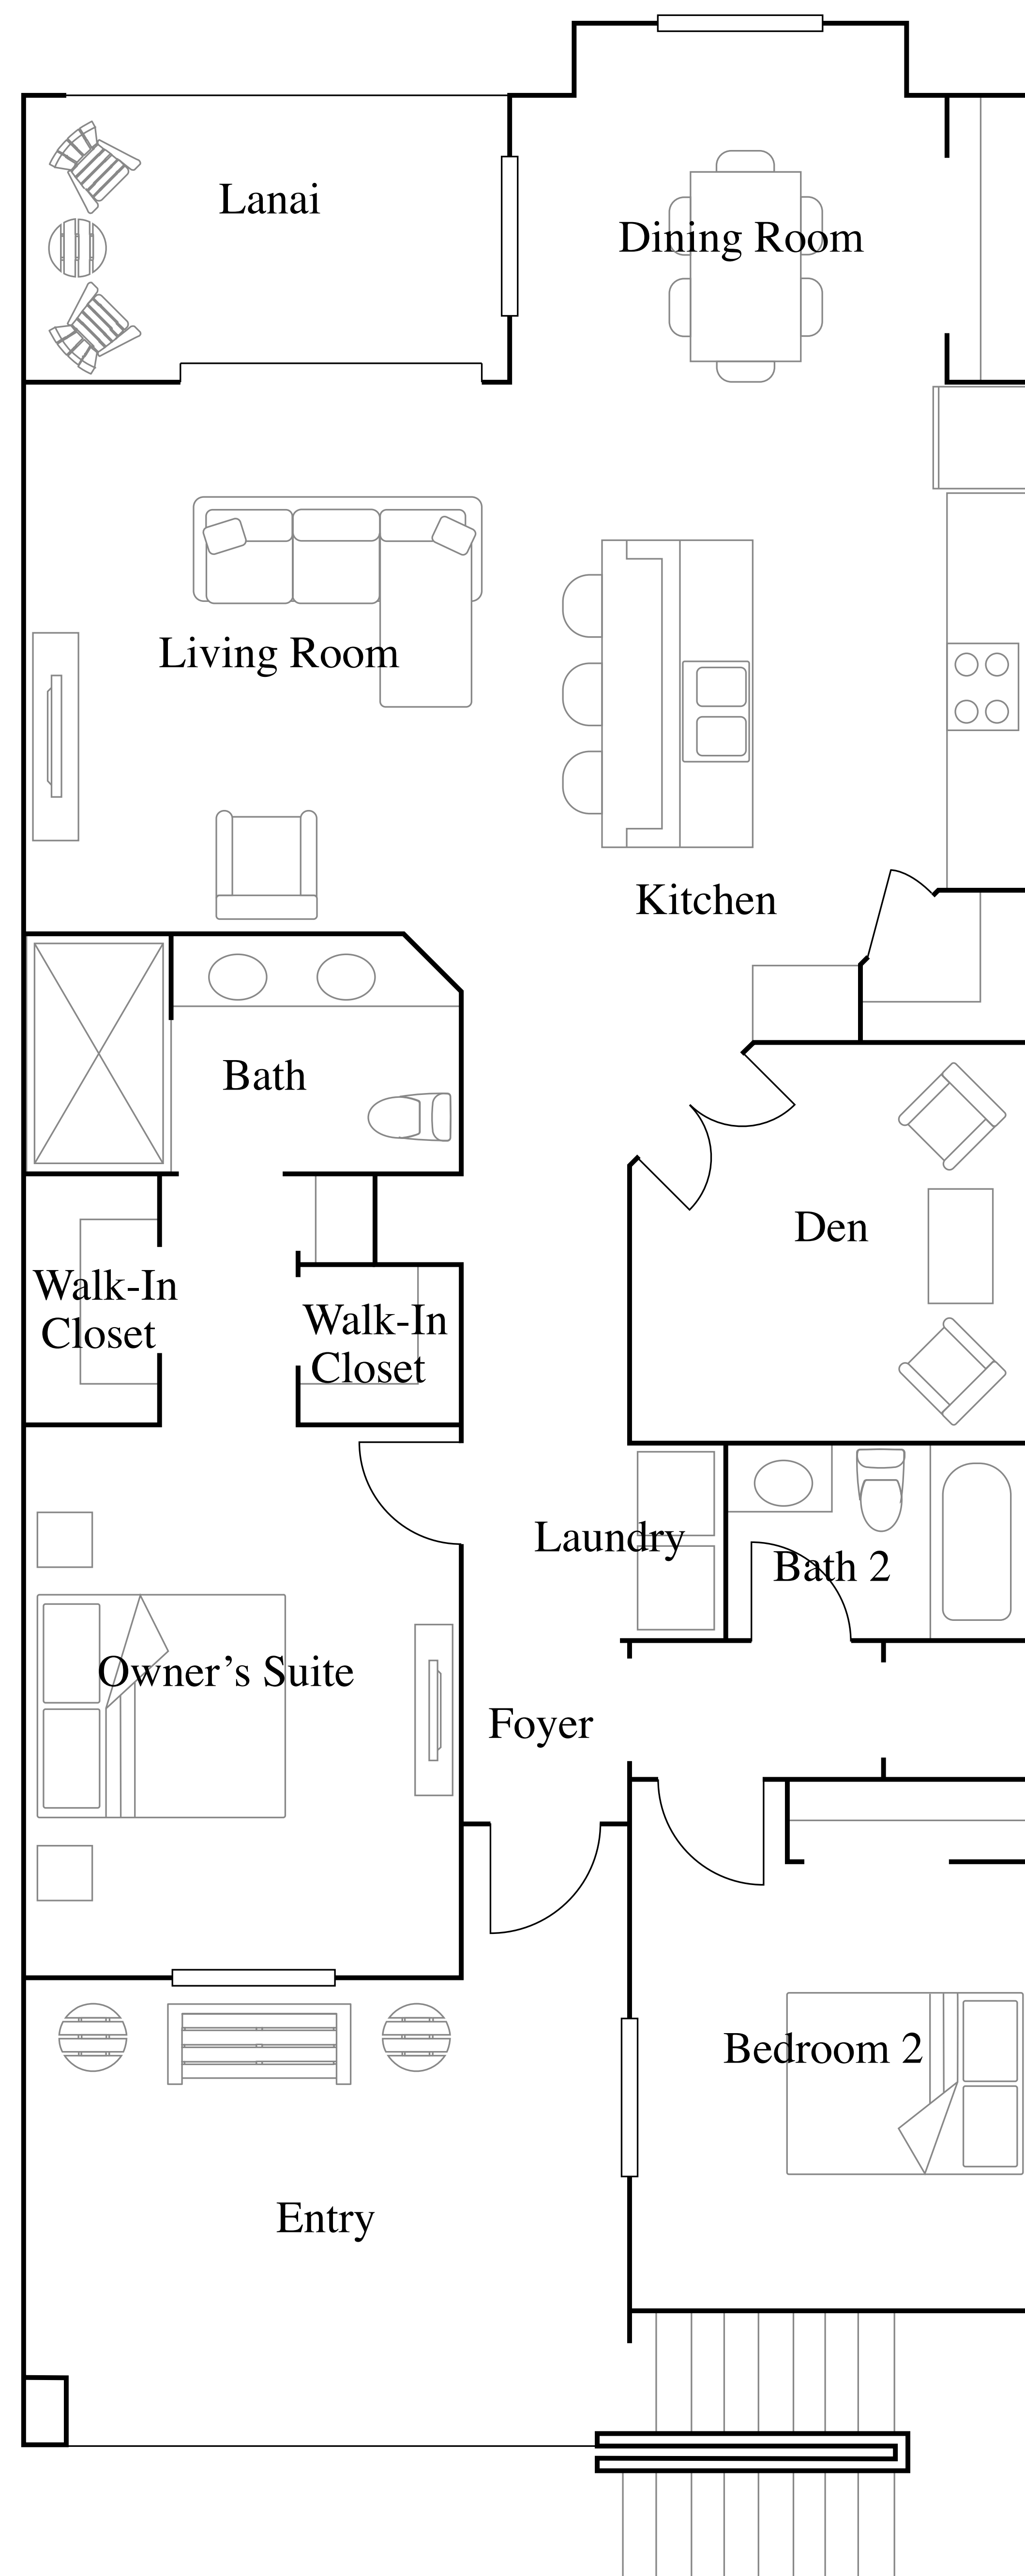 Lanai
Dining Room
Living Room
Kitchen
Bath
Den
Walk-In
Closet
Walk-In
Closet
Laundry
Bath 2
Owner’s Suite
Foyer
Bedroom 2
Entry